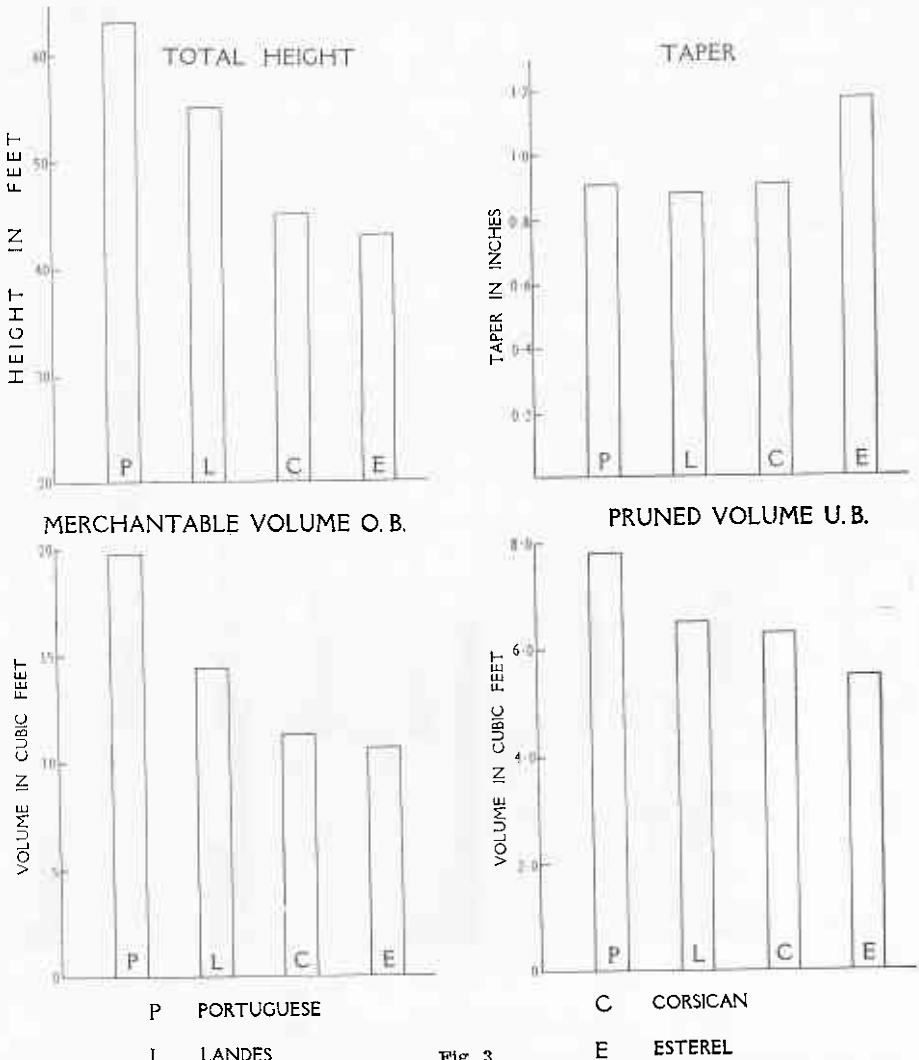 TOTAL HEIGHT
HEIGHT IN FEET
60
50
40
30
20
P L C E
TAPER
TAPER IN INCHES
1·2
1·0
0·8
0·6
0·4
0·2
P L C E
MERCHANTABLE VOLUME O. B.
VOLUME IN CUBIC FEET
20
15
10
5
0
P L C E
PRUNED VOLUME U. B.
VOLUME IN CUBIC FEET
8·0
6·0
4·0
2·0
0
P L C E
P PORTUGUESE
L LANDES
C CORSICAN
E ESTEREL
Fig. 3